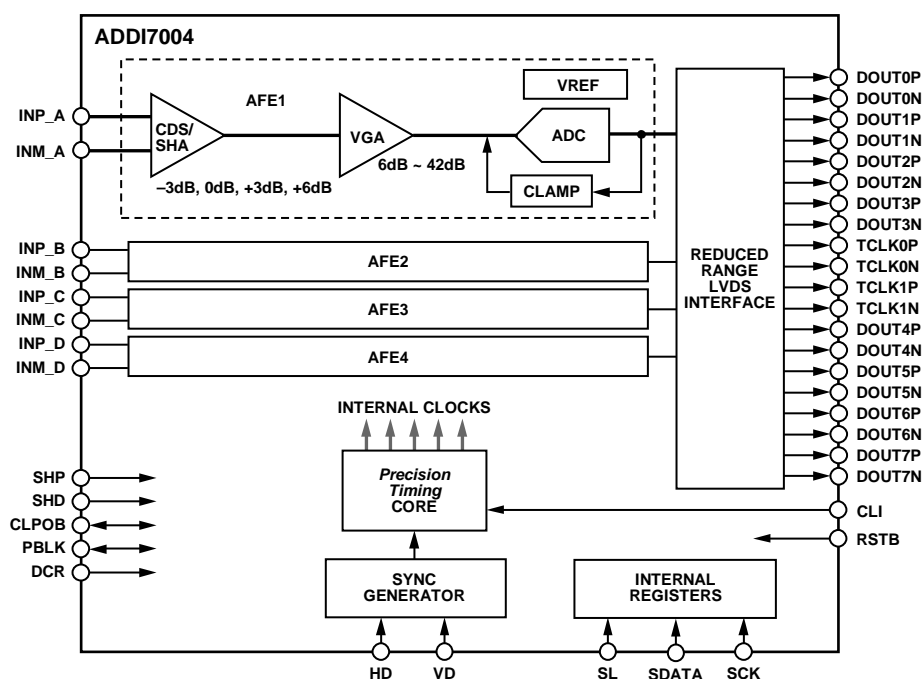 ADDI7004
AFE1
VREF
INP_A
INM_A
CDS/
SHA
VGA
ADC
6dB ~ 42dB
–3dB, 0dB, +3dB, +6dB
CLAMP
INP_B
INM_B
AFE2
INP_C
INM_C
AFE3
INP_D
INM_D
AFE4
REDUCED
RANGE
LVDS
INTERFACE
DOUT0P
DOUT0N
DOUT1P
DOUT1N
DOUT2P
DOUT2N
DOUT3P
DOUT3N
TCLK0P
TCLK0N
TCLK1P
TCLK1N
DOUT4P
DOUT4N
DOUT5P
DOUT5N
DOUT6P
DOUT6N
DOUT7P
DOUT7N
INTERNAL CLOCKS
Precision
Timing
CORE
SHP
SHD
CLPOB
PBLK
DCR
CLI
RSTB
SYNC
GENERATOR
INTERNAL
REGISTERS
HD
VD
SL
SDATA
SCK